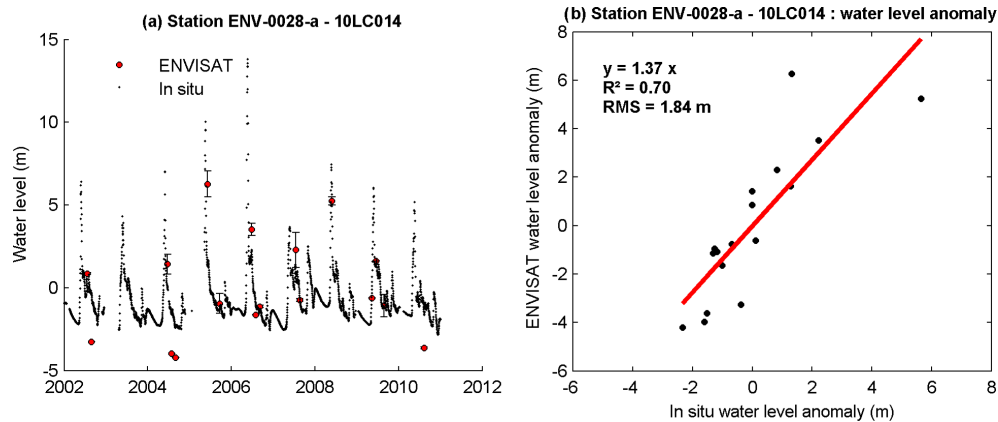 (a) Station ENV-0028-a - 10LC014
15
10
5
0
-5
Water level (m)
ENVISAT
In situ
2002
2004
2006
2008
2010
2012
(b) Station ENV-0028-a - 10LC014 : water level anomaly
8
6
4
2
0
-2
-4
-6
ENVISAT water level anomaly (m)
y = 1.37 x
R² = 0.70
RMS = 1.84 m
-6
-4
-2
0
2
4
6
8
In situ water level anomaly (m)